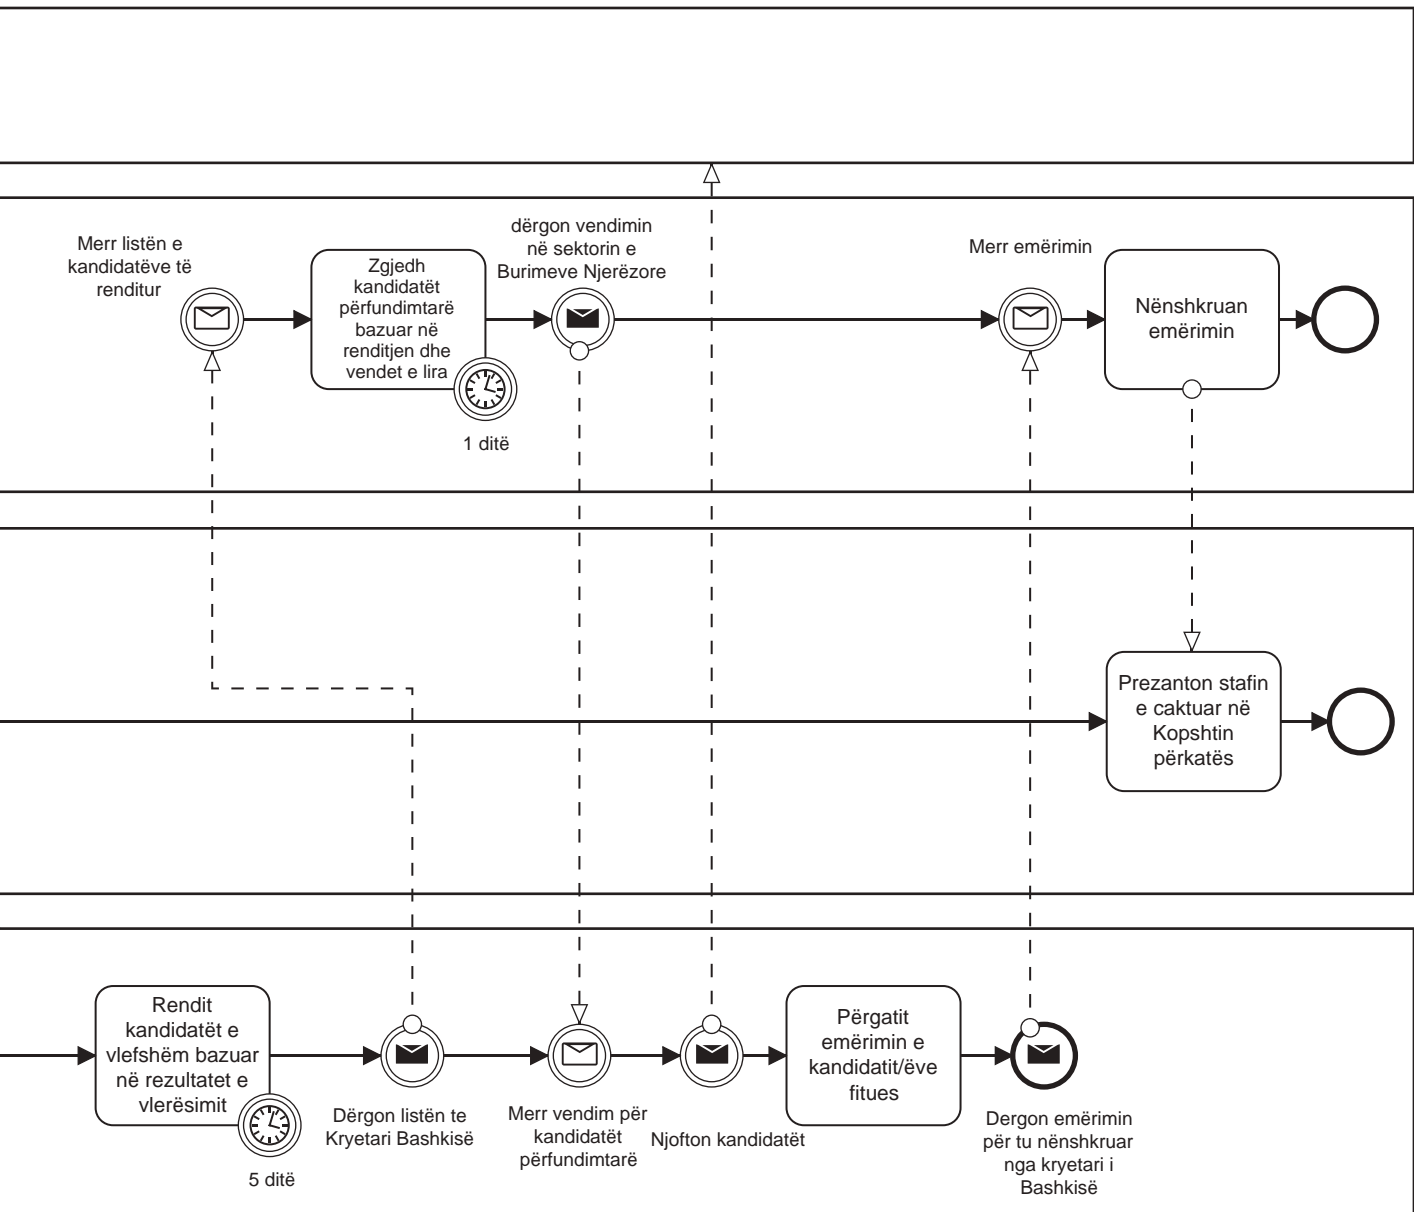 Merr listën e
kandidatëve të
renditur
Zgjedh
kandidatët
përfundimtarë
bazuar në
renditjen dhe
vendet e lira
1 ditë
dërgon vendimin
në sektorin e
Burimeve Njerëzore
Merr emërimin
Nënshkruan
emërimin
Prezanton stafin
e caktuar në
Kopshtin
përkatës
Rendit
kandidatët e
vlefshëm bazuar
në rezultatet e
vlerësimit
5 ditë
Dërgon listën te
Kryetari Bashkisë
Merr vendim për
kandidatët
përfundimtarë
Njofton kandidatët
Përgatit
emërimin e
kandidatit/ëve
fitues
Dergon emërimin
për tu nënshkruar
nga kryetari i
Bashkisë